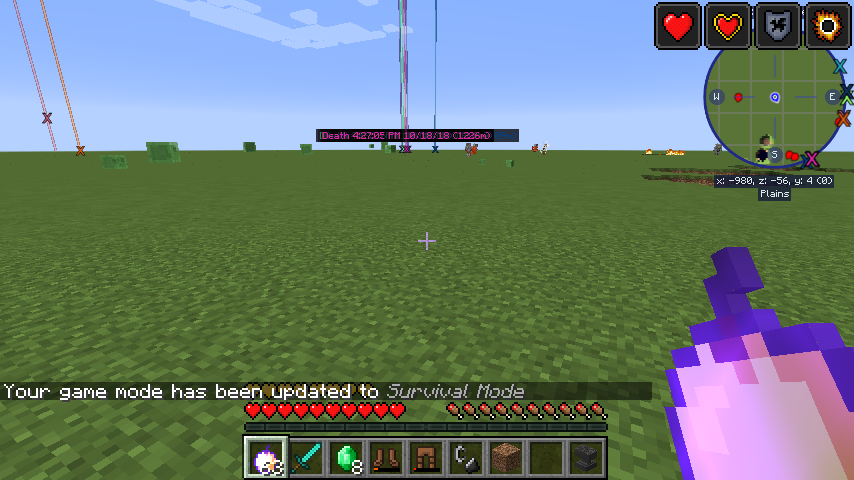 W
E
S
(Death 4:27:05 PM 10/18/18 (1226m)
x: -980, z: -56, y: 4 (0)
Plains
Your game mode has been updated to Survival Mode
8